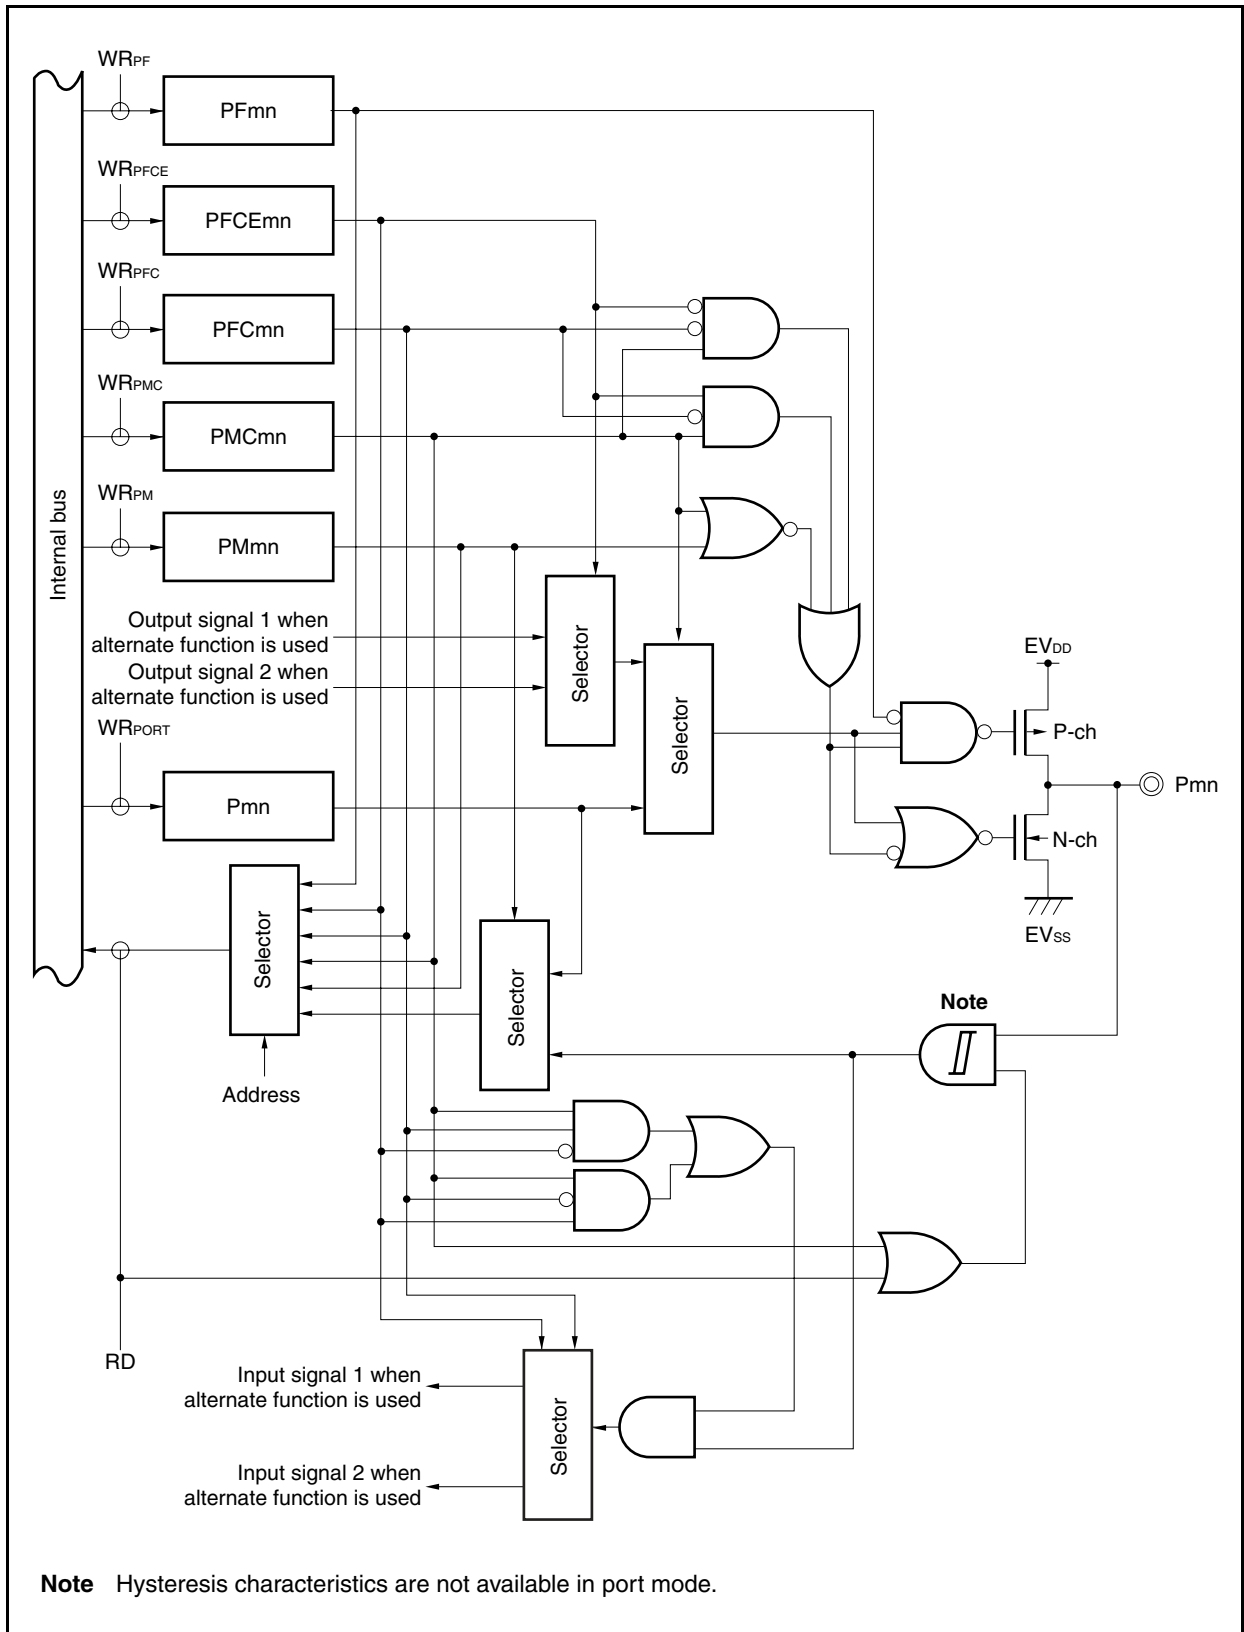 WRPF
PFmn
WRPFCE
PFCEmn
WRPFC
PFCmn
WRPMC
PMCmn
WRPM
PMmn
Internal bus
Output signal 1 when
alternate function is used
Output signal 2 when
alternate function is used
Selector
Selector
WRPORT
Pmn
EVDD
P-ch
Pmn
N-ch
EVSS
Selector
Selector
Address
Note
RD
Input signal 1 when
alternate function is used
Input signal 2 when
alternate function is used
Selector
Note Hysteresis characteristics are not available in port mode.